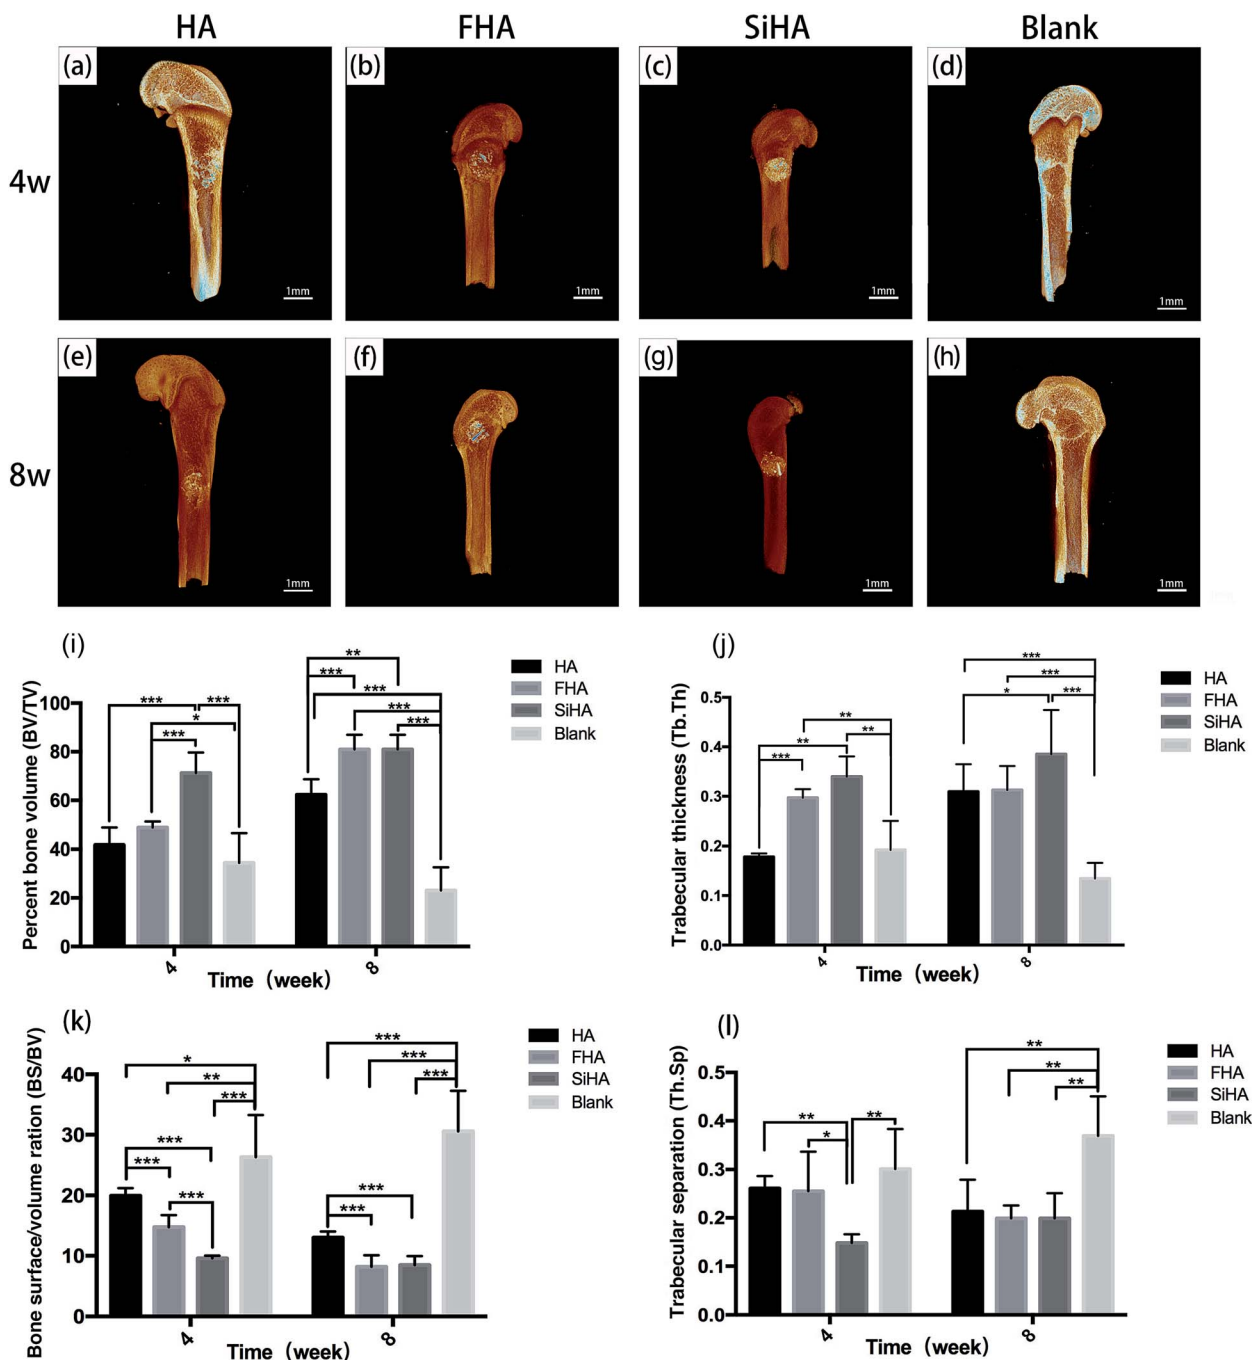 HA FHA SiHA Blank
4w
(a) (b) (c) (d)
1mm 1mm 1mm 1mm
8w
(e) (f) (g) (h)
1mm 1mm 1mm 1mm
(i)
Percent bone volume (BV/TV)
100
80
60
40
20
0
*** *** * ***
** *** *** *** ***
4 8
Time (week)
HA
FHA
SiHA
Blank
(j)
Trabecular thickness (Tb.Th)
0.5
0.4
0.3
0.2
0.1
0.0
** ** *** **
*** *** * ***
4 8
Time (week)
HA
FHA
SiHA
Blank
(k)
Bone surface/volume ration (BS/BV)
40
30
20
10
0
* ** *** *** *** ***
*** *** *** *** ***
4 8
Time (week)
HA
FHA
SiHA
Blank
(l)
Trabecular separation (Th.Sp)
0.5
0.4
0.3
0.2
0.1
0.0
** * **
** ** **
4 8
Time (week)
HA
FHA
SiHA
Blank